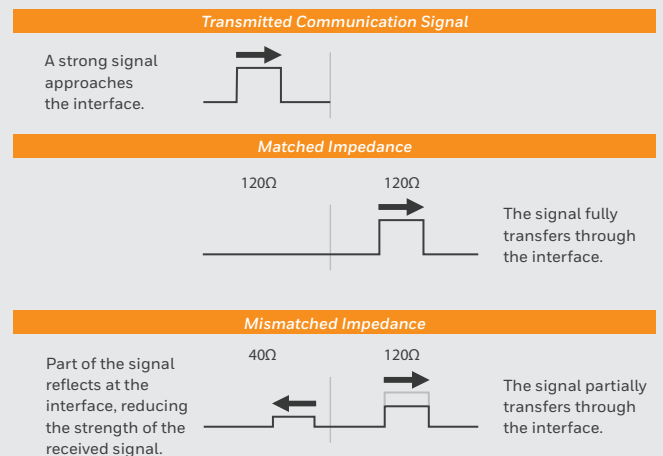 Transmitted Communication Signal
A strong signal
approaches
the interface.
Matched Impedance
120Ω
120Ω
The signal fully
transfers through
the interface.
Mismatched Impedance
40Ω
120Ω
Part of the signal
reflects at the
interface, reducing
the strength of the
received signal.
The signal partially
transfers through
the interface.